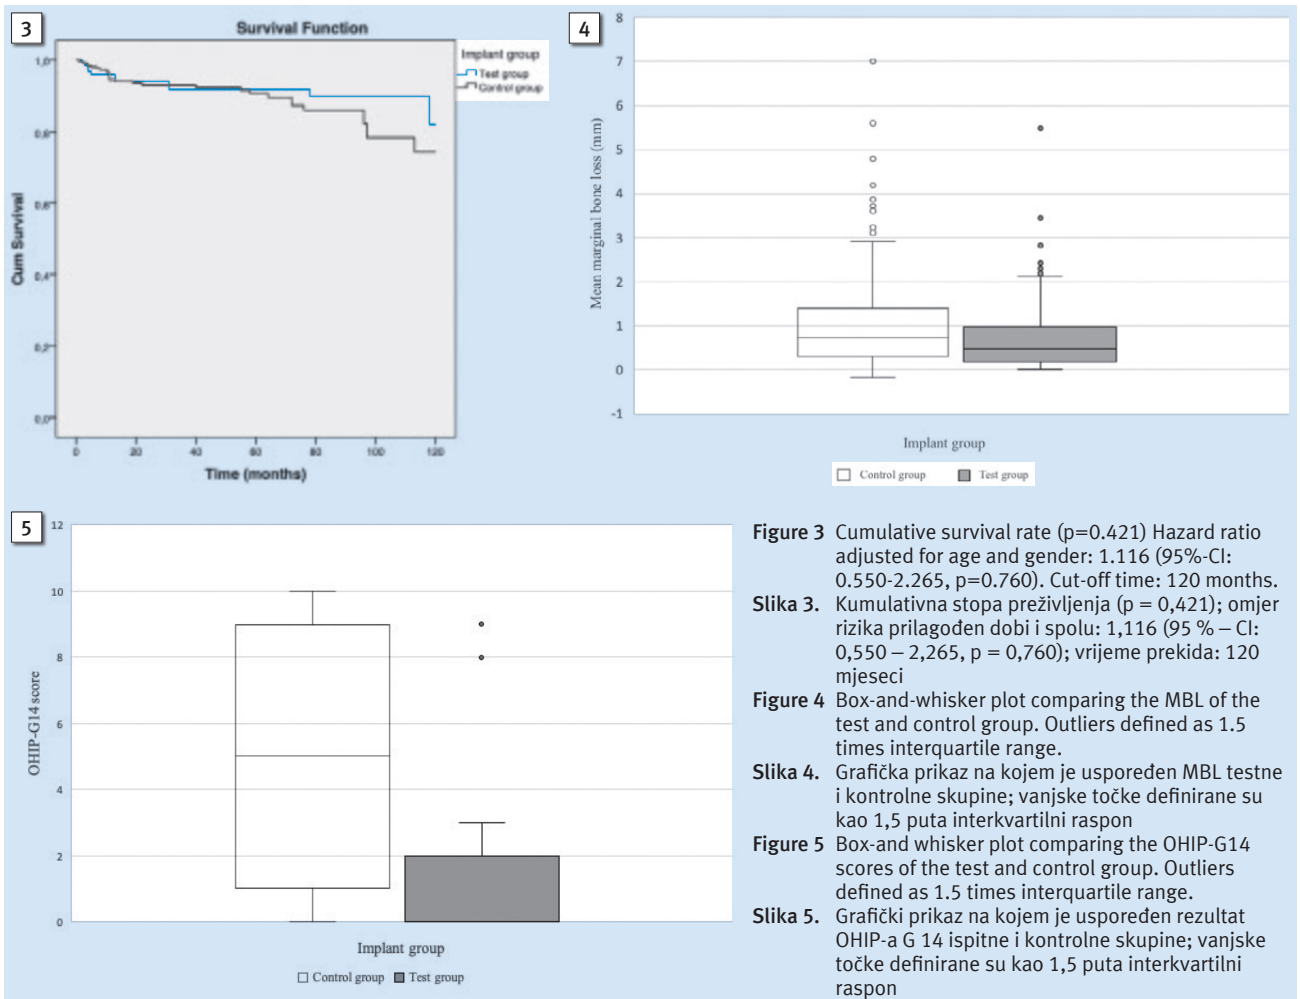 3
Survival Function
Implant group
Test group
Control group
1,0
0,8
0,6
0,4
0,2
0,0
Cum Survival
0 20 40 60 80 100 120
Time (months)
4
8
7
6
5
4
3
2
1
0
-1
Mean marginal bone loss (mm)
Implant group
Control group Test group
5
12
10
8
6
4
2
0
OHIP-G14 score
Implant group
Control group Test group
Figure 3 Cumulative survival rate (p=0.421) Hazard ratio
adjusted for age and gender: 1.116 (95%-CI:
0.550-2.265, p=0.760). Cut-off time: 120 months.
Slika 3. Kumulativna stopa preživljenja (p = 0,421); omjer
rizika prilagođen dobi i spolu: 1,116 (95 % – CI:
0,550 – 2,265, p = 0,760); vrijeme prekida: 120
mjeseci
Figure 4 Box-and-whisker plot comparing the MBL of the
test and control group. Outliers defined as 1.5
times interquartile range.
Slika 4. Grafička prikaz na kojem je uspoređen MBL testne
i kontrolne skupine; vanjske točke definirane su
kao 1,5 puta interkvartilni raspon
Figure 5 Box-and whisker plot comparing the OHIP-G14
scores of the test and control group. Outliers
defined as 1.5 times interquartile range.
Slika 5. Grafički prikaz na kojem je uspoređen rezultat
OHIP-a G 14 ispitne i kontrolne skupine; vanjske
točke definirane su kao 1,5 puta interkvartilni
raspon